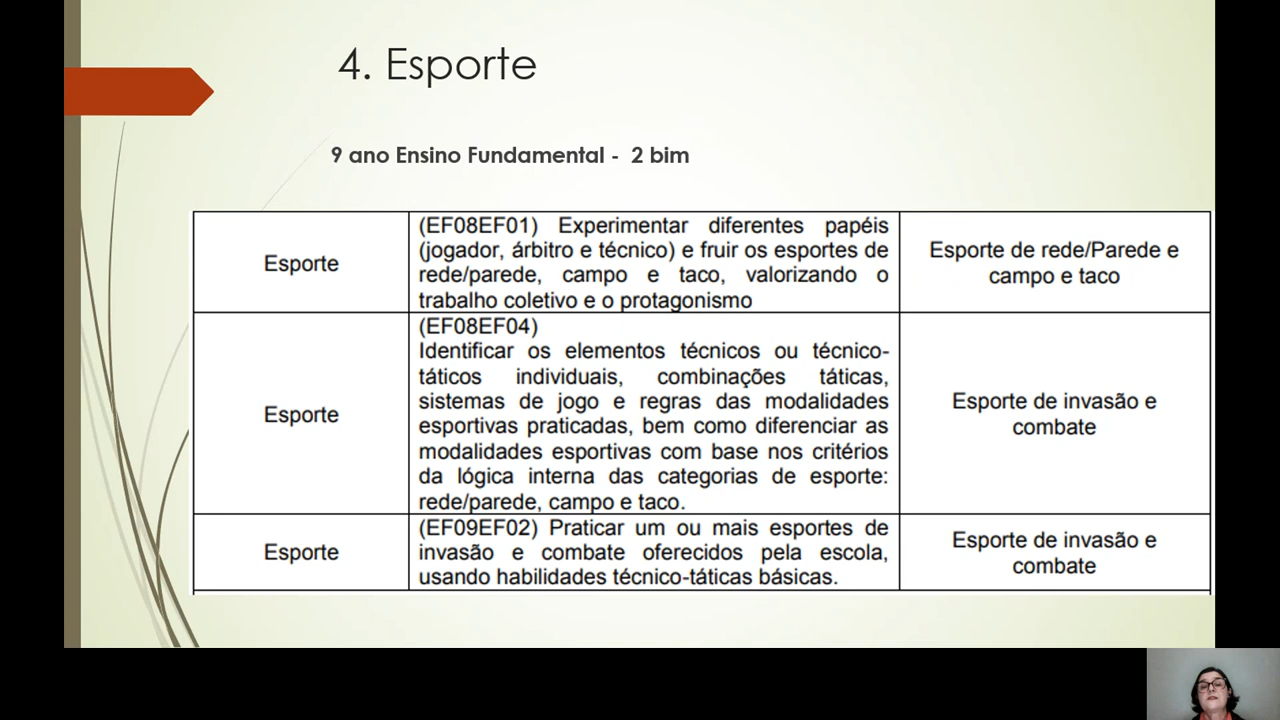 4. Esporte
9 ano Ensino Fundamental - 2 bim
Esporte
(EF08EF01) Experimentar diferentes papéis
(jogador, árbitro e técnico) e fruir os esportes de
rede/parede, campo e taco, valorizando o
trabalho coletivo e o protagonismo
Esporte de rede/Parede e
campo e taco
Esporte
(EF08EF04)
Identificar os elementos técnicos ou técnico-
táticos individuais, combinações táticas,
sistemas de jogo e regras das modalidades
esportivas praticadas, bem como diferenciar as
modalidades esportivas com base nos critérios
da lógica interna das categorias de esporte:
rede/parede, campo e taco.
Esporte de invasão e
combate
Esporte
(EF09EF02) Praticar um ou mais esportes de
invasão e combate oferecidos pela escola,
usando habilidades técnico-táticas básicas.
Esporte de invasão e
combate